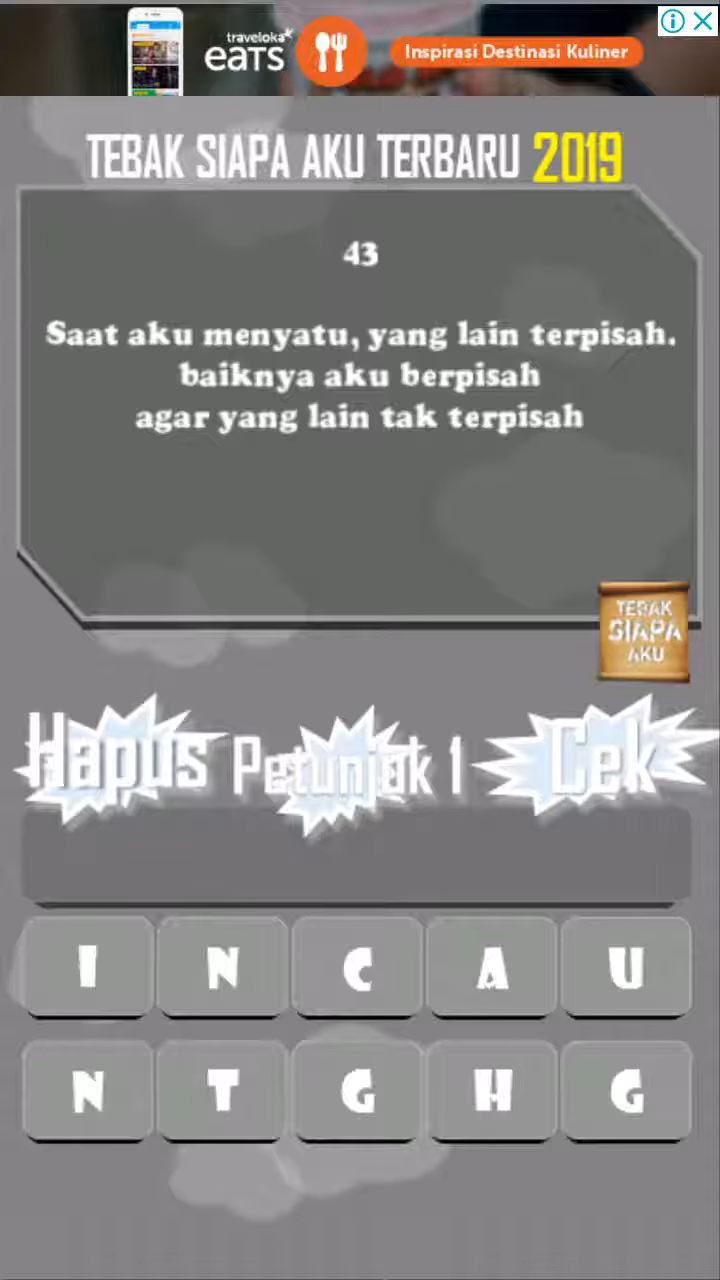 traveloka
eats
Inspirasi Destinasi Kuliner
TEBAK SIAPA AKU TERBARU 2019
43
Saat aku menyatu, yang lain terpisah.
baiknya aku berpisah
agar yang lain tak terpisah
TEBAK
SIAPA
AKU
Hapus Petunjuk 1 Cek
I N C A U
N T G H G